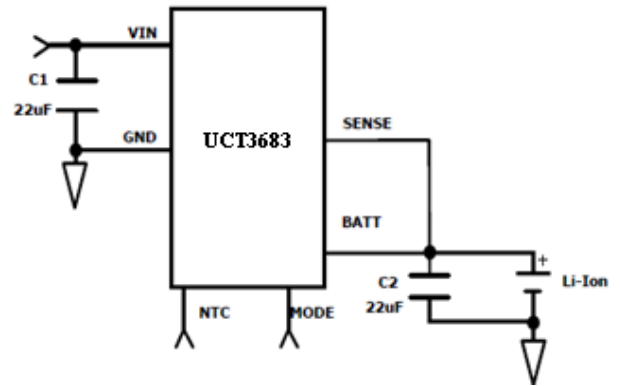 VIN
C1
22uF
GND
UCT3683
SENSE
BATT
C2
22uF
+
Li-Ion
NTC
MODE